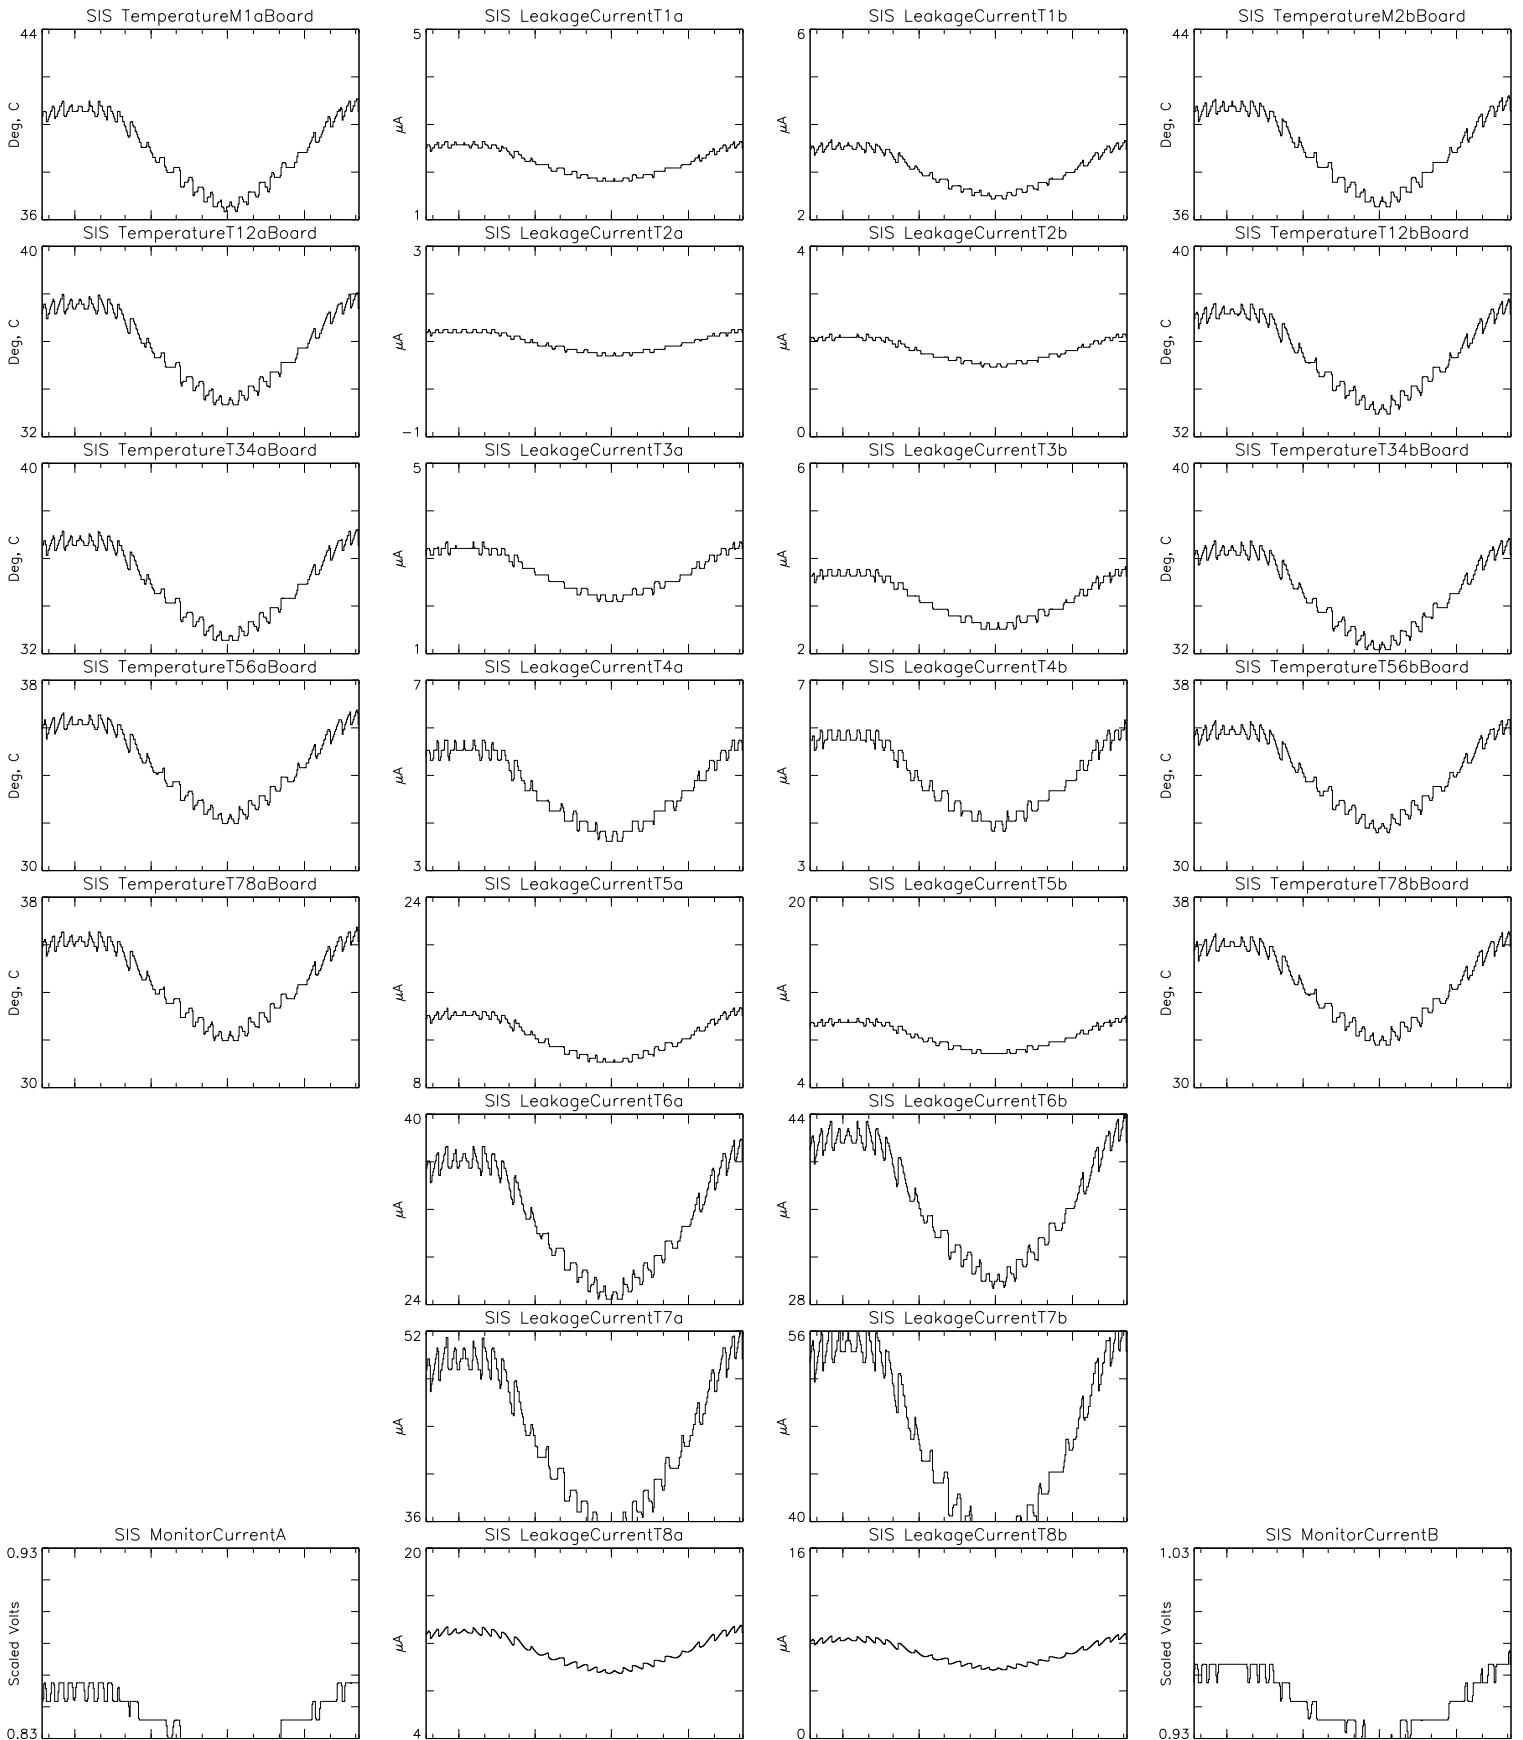 SIS TemperatureM1aBoard SIS LeakageCurrentT1a SIS LeakageCurrentT1b SIS TemperatureM2bBoard
44 5 6 44
Deg, C μA μA Deg, C
36 1 2 36
SIS TemperatureT12aBoard SIS LeakageCurrentT2a SIS LeakageCurrentT2b SIS TemperatureT12bBoard
40 3 4 40
Deg, C μA μA Deg, C
32 -1 0 32
SIS TemperatureT34aBoard SIS LeakageCurrentT3a SIS LeakageCurrentT3b SIS TemperatureT34bBoard
40 5 6 40
Deg, C μA μA Deg, C
32 1 2 32
SIS TemperatureT56aBoard SIS LeakageCurrentT4a SIS LeakageCurrentT4b SIS TemperatureT56bBoard
38 7 7 38
Deg, C μA μA Deg, C
30 3 3 30
SIS TemperatureT78aBoard SIS LeakageCurrentT5a SIS LeakageCurrentT5b SIS TemperatureT78bBoard
38 24 20 38
Deg, C μA μA Deg, C
30 8 4 30
SIS LeakageCurrentT6a SIS LeakageCurrentT6b
40 44
μA μA
24 28
SIS LeakageCurrentT7a SIS LeakageCurrentT7b
52 56
μA μA
36 40
SIS MonitorCurrentA SIS LeakageCurrentT8a SIS LeakageCurrentT8b SIS MonitorCurrentB
0.93 20 16 1.03
Scaled Volts μA μA Scaled Volts
0.83 4 0 0.93